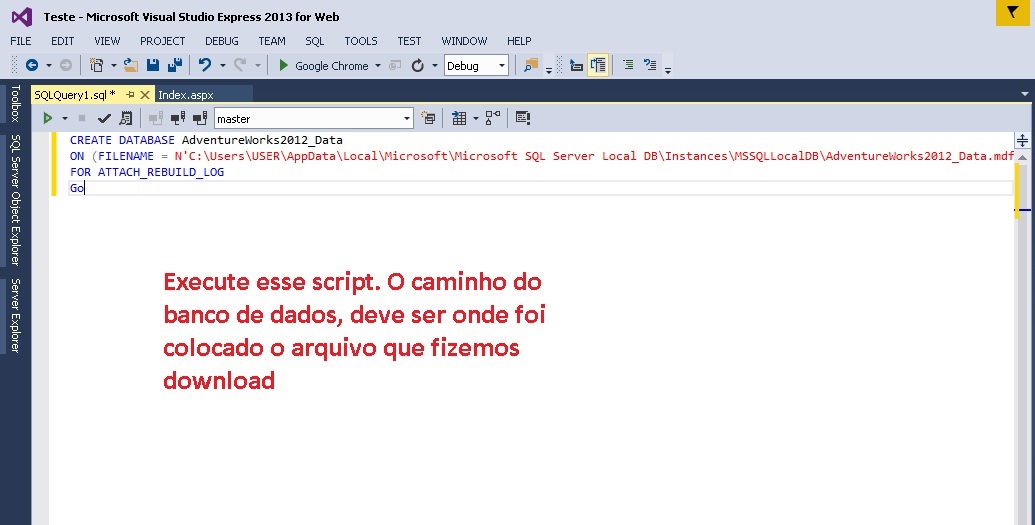 Teste - Microsoft Visual Studio Express 2013 for Web
FILE EDIT VIEW PROJECT DEBUG TEAM SQL TOOLS TEST WINDOW HELP
Google Chrome Debug
SQLQuery1.sql * Index.aspx
master
Toolbox
SQL Server Object Explorer
Server Explorer
CREATE DATABASE AdventureWorks2012_Data
ON (FILENAME = N'C:\Users\USER\AppData\Local\Microsoft\Microsoft SQL Server Local DB\Instances\MSSQLLocalDB\AdventureWorks2012_Data.mdf
FOR ATTACH_REBUILD_LOG
Go
Execute esse script. O caminho do
banco de dados, deve ser onde foi
colocado o arquivo que fizemos
download